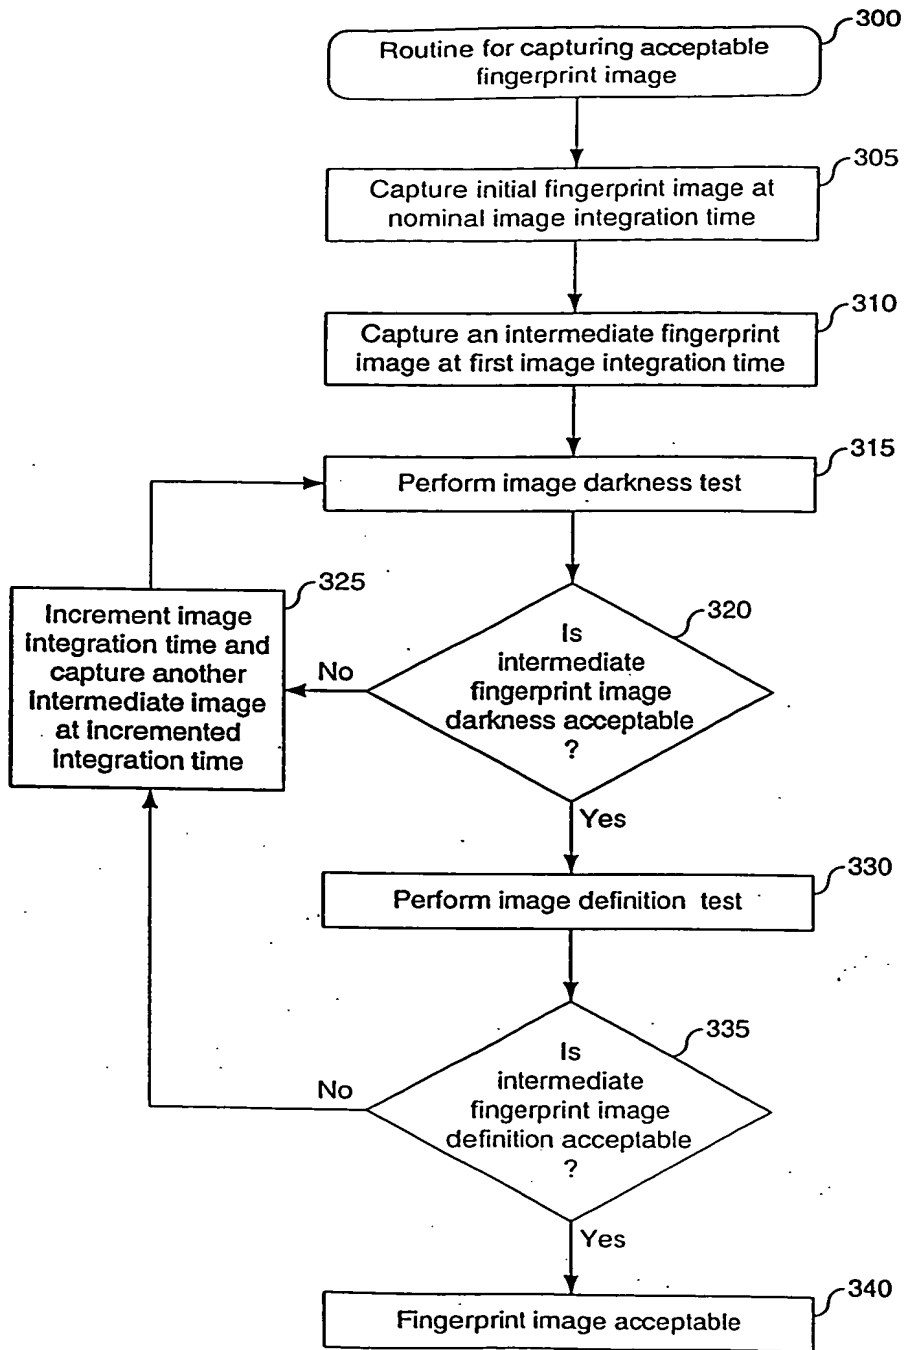 300
Routine for capturing acceptable
fingerprint image
305
Capture initial fingerprint image at
nominal image integration time
310
Capture an intermediate fingerprint
image at first image integration time
315
Perform image darkness test
325
Increment image
integration time and
capture another
intermediate image
at incremented
integration time
320
Is
intermediate
fingerprint image
darkness acceptable
?
No
Yes
330
Perform image definition test
335
Is
intermediate
fingerprint image
definition acceptable
?
No
Yes
340
Fingerprint image acceptable